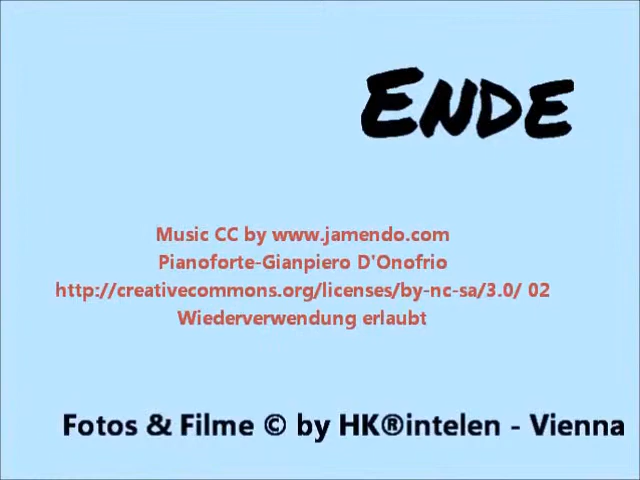 Ende
Music CC by www.jamendo.com
Pianoforte-Gianpiero D'Onofrio
http://creativecommons.org/licenses/by-nc-sa/3.0/ 02
Wiederverwendung erlaubt
Fotos & Filme © by HK®intelen - Vienna